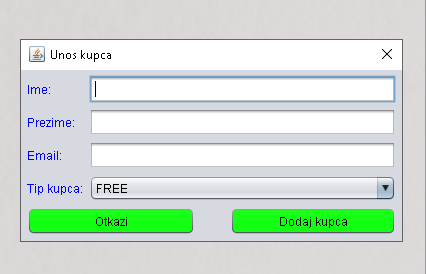 Unos kupca
Ime:
Prezime:
Email:
Tip kupca: FREE
Otkazi Dodaj kupca